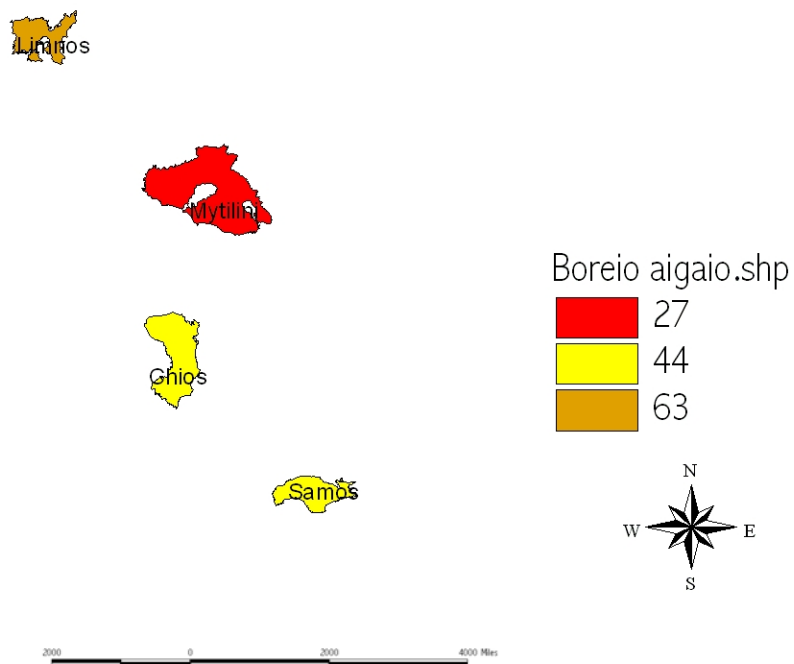 Limnos
Mytilini
Chios
Samos
Boreio aigaio.shp
27
44
63
N
W E
S
2000 0 2000 4000 Miles